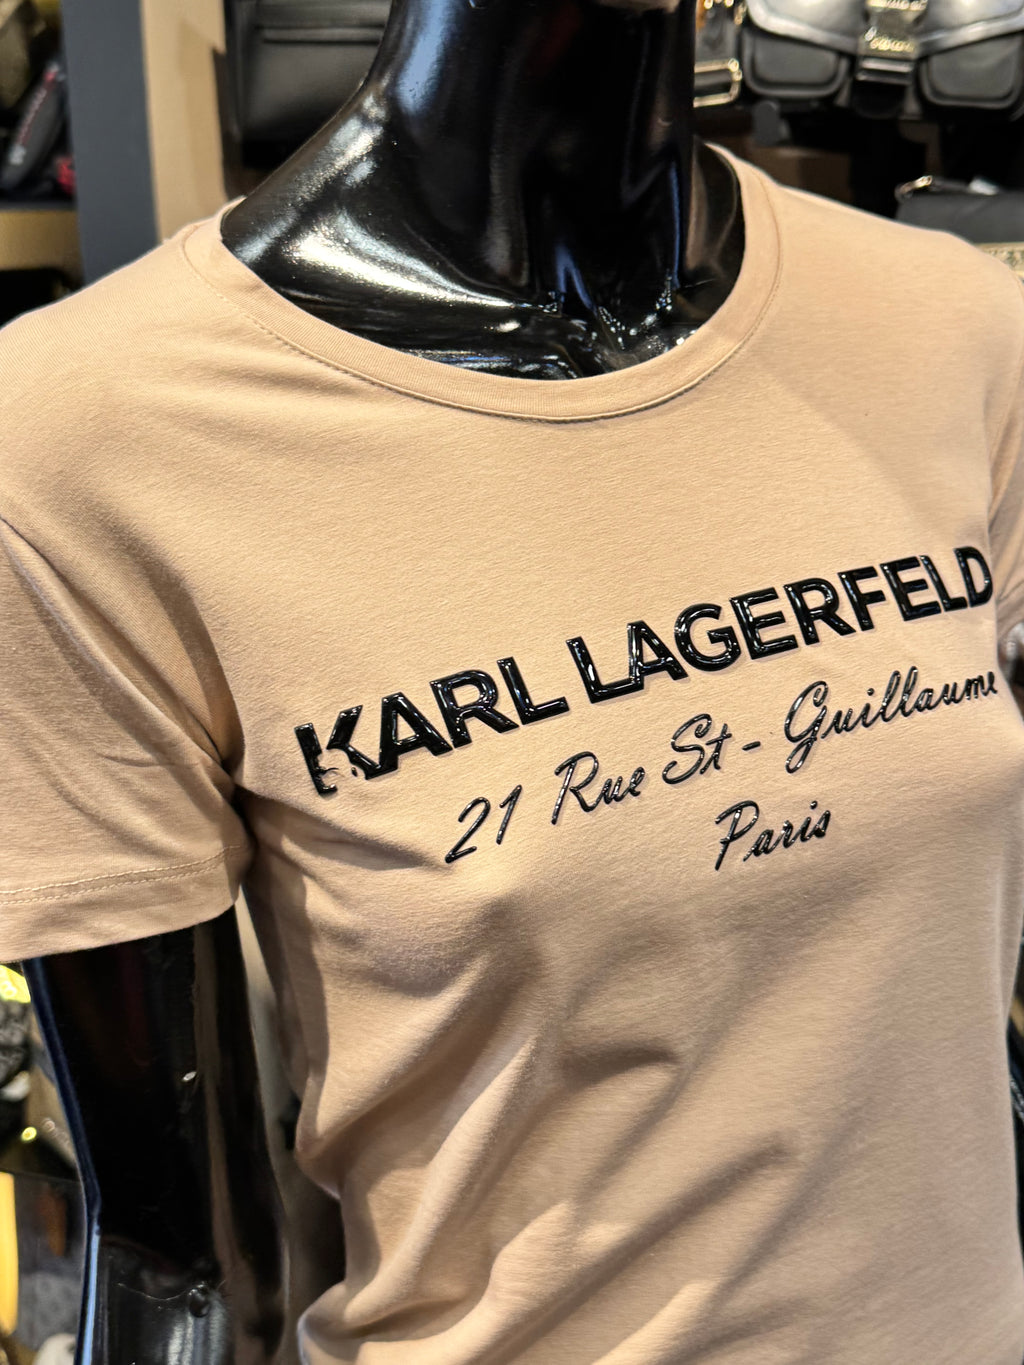 KARL LAGERFELD
21 Rue St - Guillaume
Paris